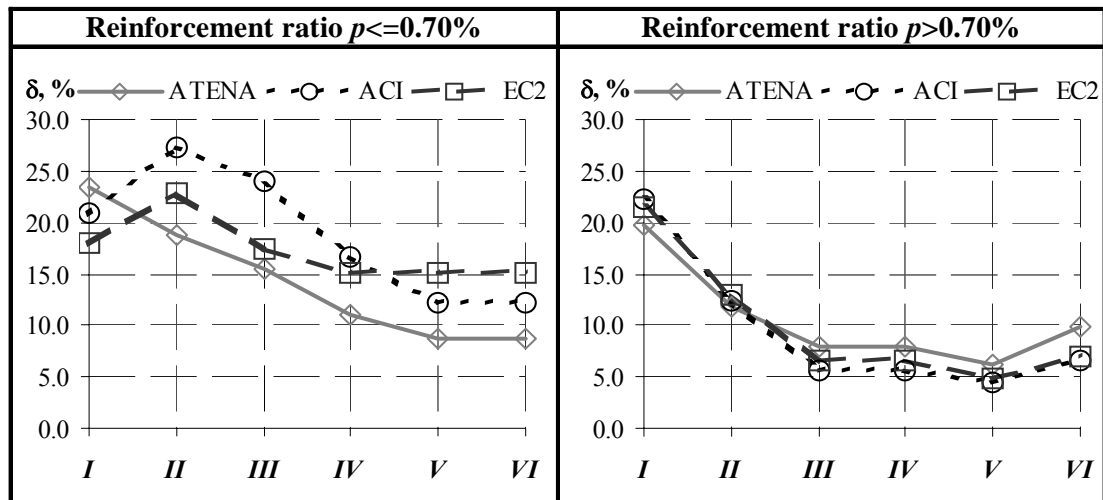 Reinforcement ratio p<=0.70%
δ, %
ATENA ACI EC2
30.0
25.0
20.0
15.0
10.0
5.0
0.0
I II III IV V VI
Reinforcement ratio p>0.70%
δ, %
ATENA ACI EC2
30.0
25.0
20.0
15.0
10.0
5.0
0.0
I II III IV V VI